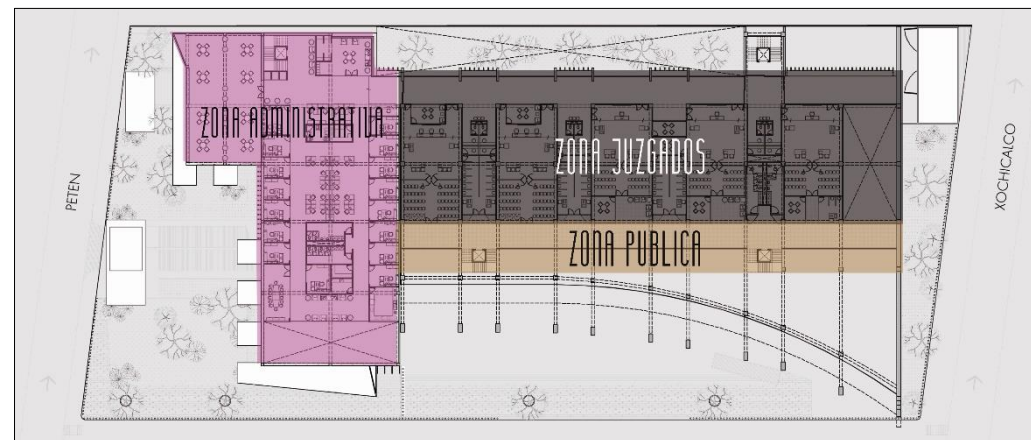 ZONA ADMINISTRATIVA
ZONA JUZGADOS
ZONA PUBLICA
PETEN
XOCHICALCO